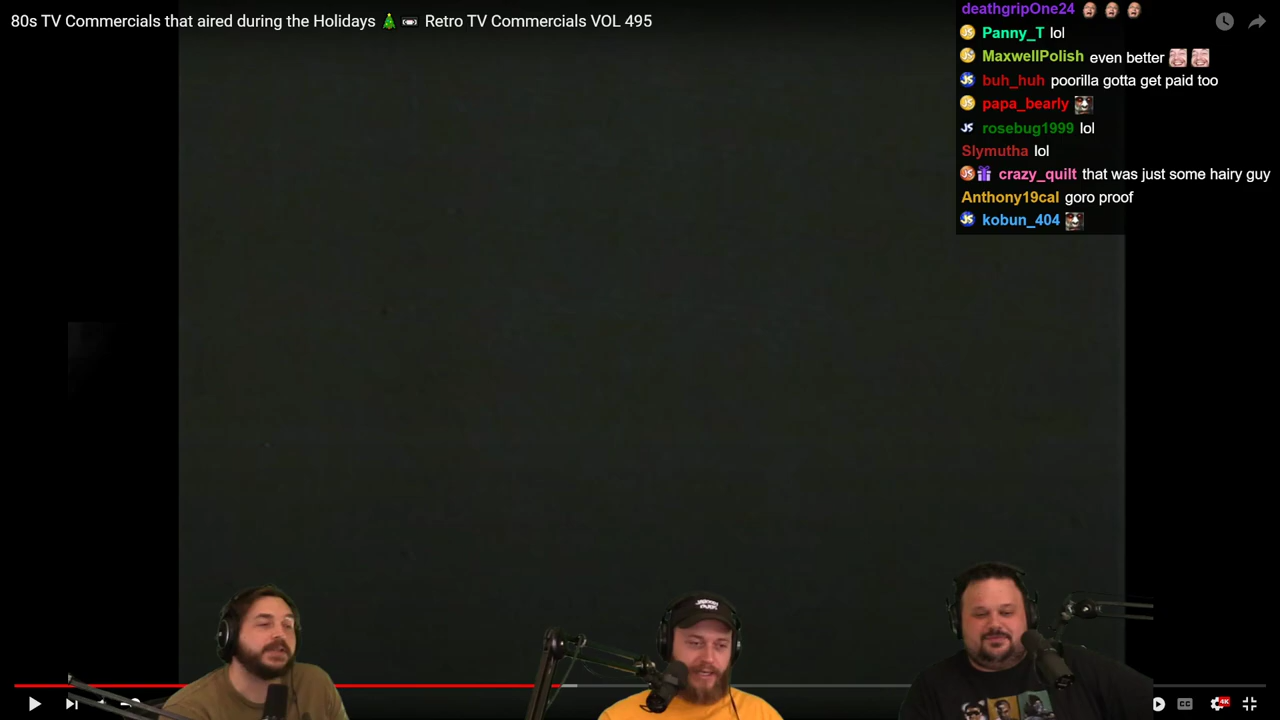 80s TV Commercials that aired during the Holidays 🎄 📼 Retro TV Commercials VOL 495
deathgripOne24
Panny_T lol
MaxwellPolish even better
buh_huh poorilla gotta get paid too
papa_bearly
rosebug1999 lol
Slymutha lol
crazy_quilt that was just some hairy guy
Anthony19cal goro proof
kobun_404
CC
4K